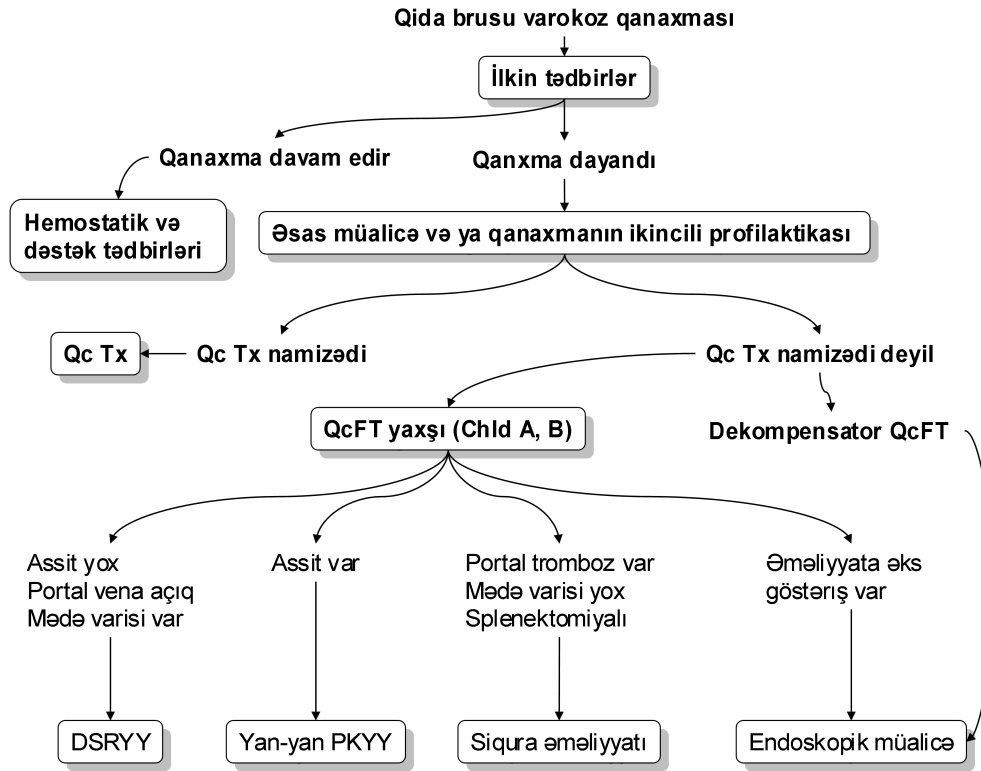 Qida brusu varokoz qanaxması
İlkin tədbirlər
Qanaxma davam edir
Qanxma dayandı
Hemostatik və
dəstək tədbirləri
Əsas müalicə və ya qanaxmanın ikincili profilaktikası
Qc Tx
Qc Tx namizədi
Qc Tx namizədi deyil
QcFT yaxşı (Chld A, B)
Dekompensator QcFT
Assit yox
Portal vena açıq
Mədə varisi var
Assit var
Portal tromboz var
Mədə varisi yox
Splenektomiyalı
Əməliyyata əks
göstərış var
DSRYY
Yan-yan PKYY
Siqura əməliyyatı
Endoskopik müalicə